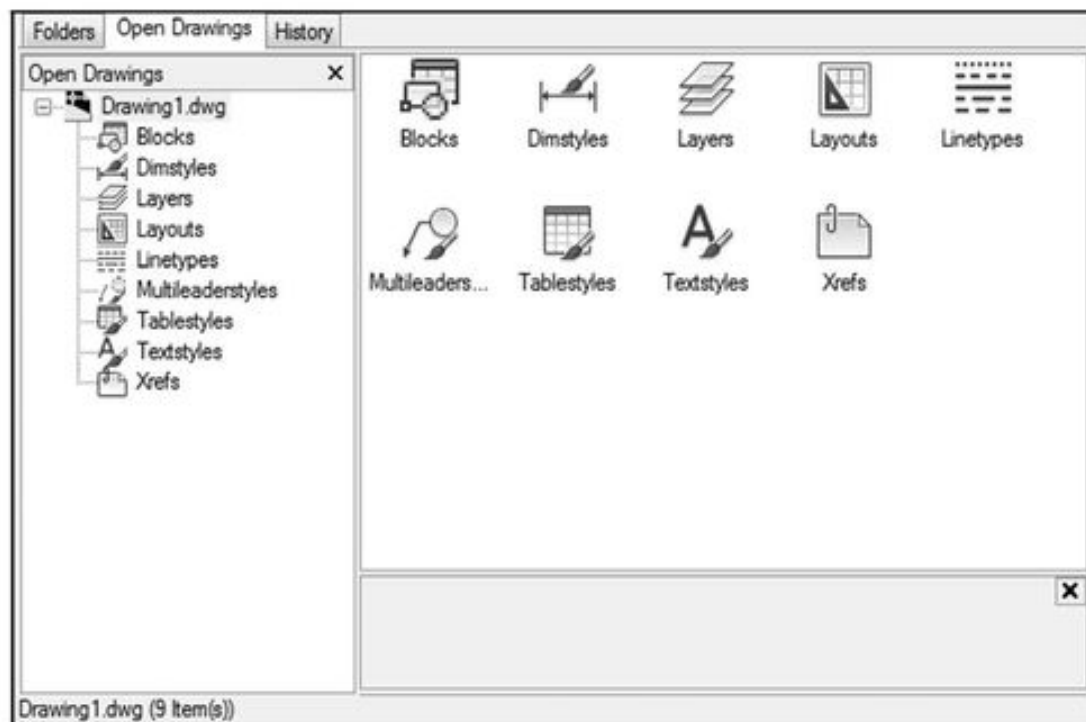 Folders Open Drawings History
Open Drawings
Drawing1.dwg
Blocks
Dimstyles
Layers
Layouts
Linetypes
Multileaderstyles
Tablestyles
Textstyles
Xrefs
Blocks Dimstyles Layers Layouts Linetypes
Multileaders... Tablestyles Textstyles Xrefs
Drawing1.dwg (9 Item(s))